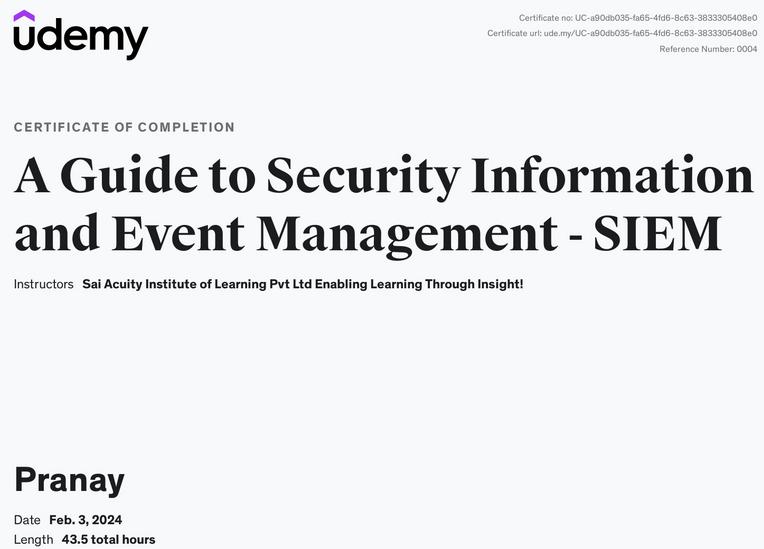 udemy
Certificate no: UC-a90db035-fa65-4fd6-8c63-3833305408e0
Certificate url: ude.my/UC-a90db035-fa65-4fd6-8c63-3833305408e0
Reference Number: 0004
CERTIFICATE OF COMPLETION
A Guide to Security Information
and Event Management - SIEM
Instructors Sai Acuity Institute of Learning Pvt Ltd Enabling Learning Through Insight!
Pranay
Date Feb. 3, 2024
Length 43.5 total hours